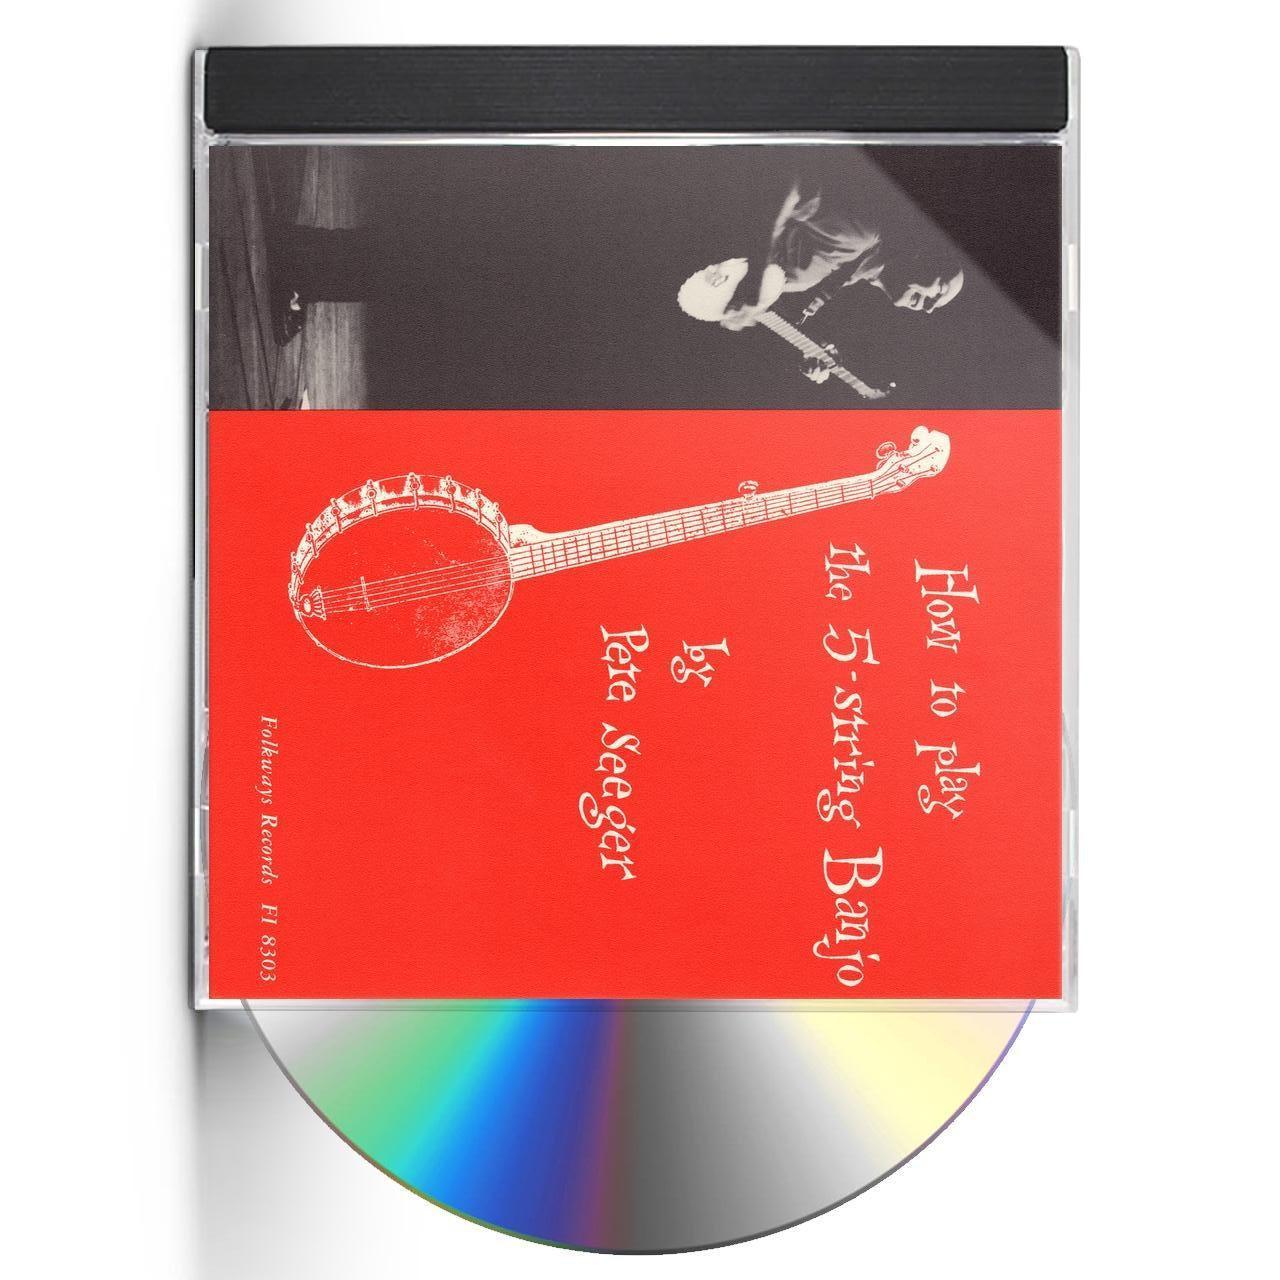 How to play
the 5-string Banjo
by
Pete Seeger
Folkways Records FI 8303